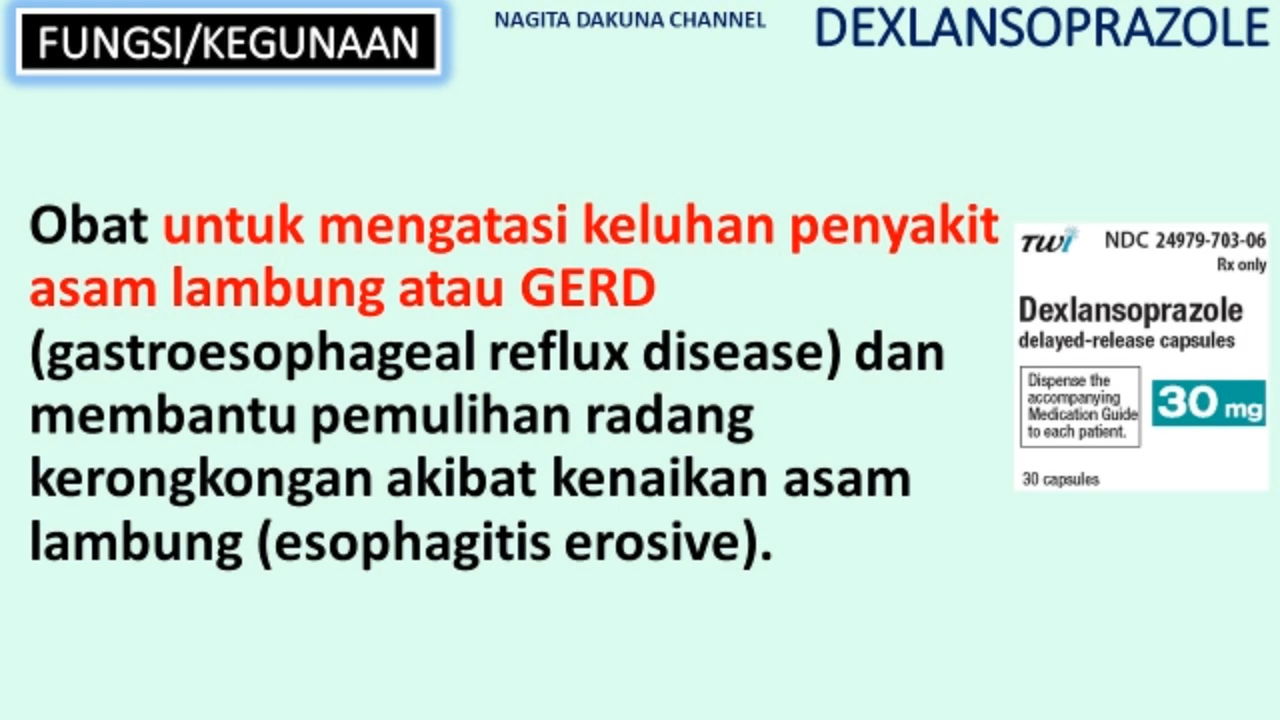 FUNGSI/KEGUNAAN
NAGITA DAKUNA CHANNEL
DEXLANSOPRAZOLE
Obat untuk mengatasi keluhan penyakit
asam lambung atau GERD
(gastroesophageal reflux disease) dan
membantu pemulihan radang
kerongkongan akibat kenaikan asam
lambung (esophagitis erosive).
TWi
NDC 24979-703-06
Rx only
Dexlansoprazole
delayed-release capsules
Dispense the
accompanying
Medication Guide
to each patient.
30 mg
30 capsules